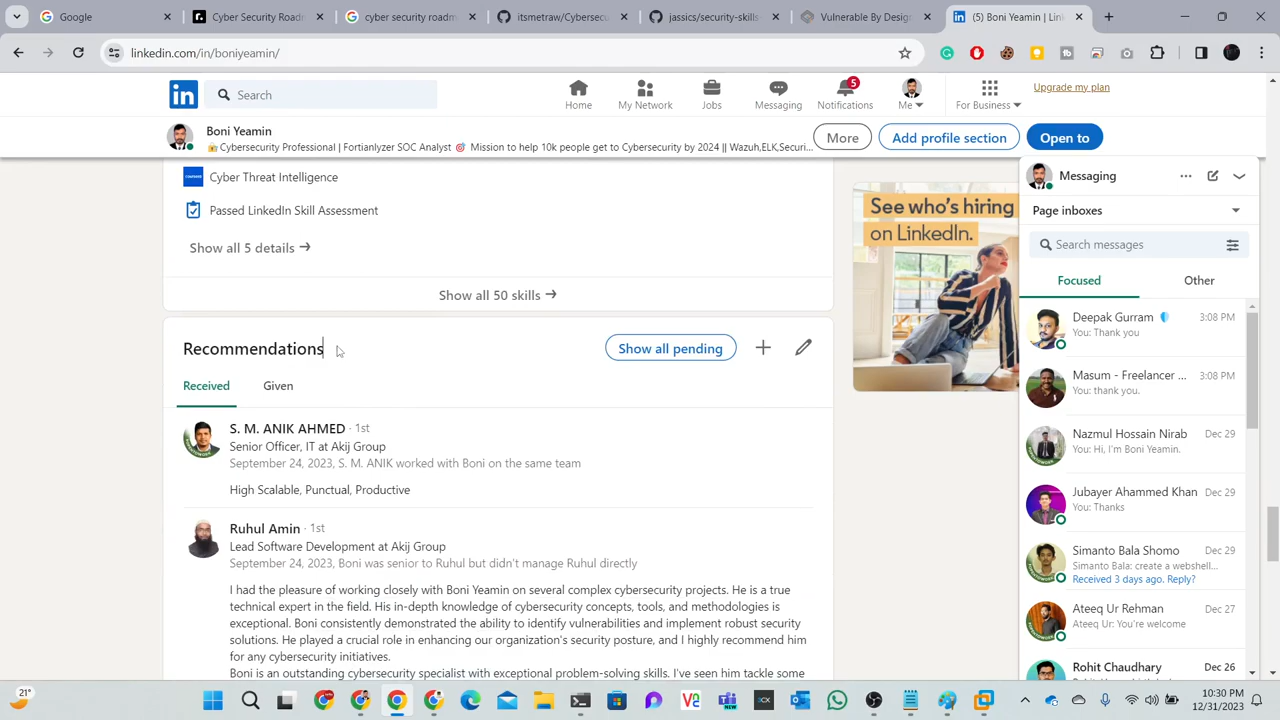 Google
Cyber Security Roadm
cyber security roadm
itsmetraw/Cybersecu
jassics/security-skills
Vulnerable By Design
(5) Boni Yeamin | Link
linkedin.com/in/boniyeamin/
in
Search
Home
My Network
Jobs
Messaging
5
Notifications
Me
For Business
Upgrade my plan
Boni Yeamin
Cybersecurity Professional | Former SOC Analyst 🎯 Mission to help 10k people get to Cybersecurity by 2024 || Wazuh,ELK,Securi...
More
Add profile section
Open to
Cyber Threat Intelligence
Passed LinkedIn Skill Assessment
Show all 5 details →
Show all 50 skills →
Recommendations
Show all pending
Received
Given
S. M. ANIK AHMED · 1st
Senior Officer, IT at Akij Group
September 24, 2023, S. M. ANIK worked with Boni on the same team
High Scalable, Punctual, Productive
Ruhul Amin · 1st
Lead Software Development at Akij Group
September 24, 2023, Boni was senior to Ruhul but didn't manage Ruhul directly
I had the pleasure of working closely with Boni Yeamin on several complex cybersecurity projects. He is a true
technical expert in the field. His in-depth knowledge of cybersecurity concepts, tools, and methodologies is
exceptional. Boni consistently demonstrated the ability to identify vulnerabilities and implement robust security
solutions. He played a crucial role in enhancing our organization's security posture, and I highly recommend him
for any cybersecurity initiatives.
Boni is an outstanding cybersecurity specialist with exceptional problem-solving skills. I've seen him tackle some
See who's hiring
on LinkedIn.
Messaging
Page inboxes
Search messages
Focused
Other
Deepak Gurram
3:08 PM
You: Thank you
Masum - Freelancer ...
3:08 PM
You: thank you.
Nazmul Hossain Nirab
Dec 29
You: Hi, I'm Boni Yeamin.
Jubayer Ahammed Khan
Dec 29
You: Thanks
Simanto Bala Shomo
Dec 29
Simanto Bala: create a webshell...
Received 3 days ago. Reply?
Ateeq Ur Rehman
Dec 27
Ateeq Ur: You're welcome
Rohit Chaudhary
Dec 26
21°
10:30 PM
12/31/2023